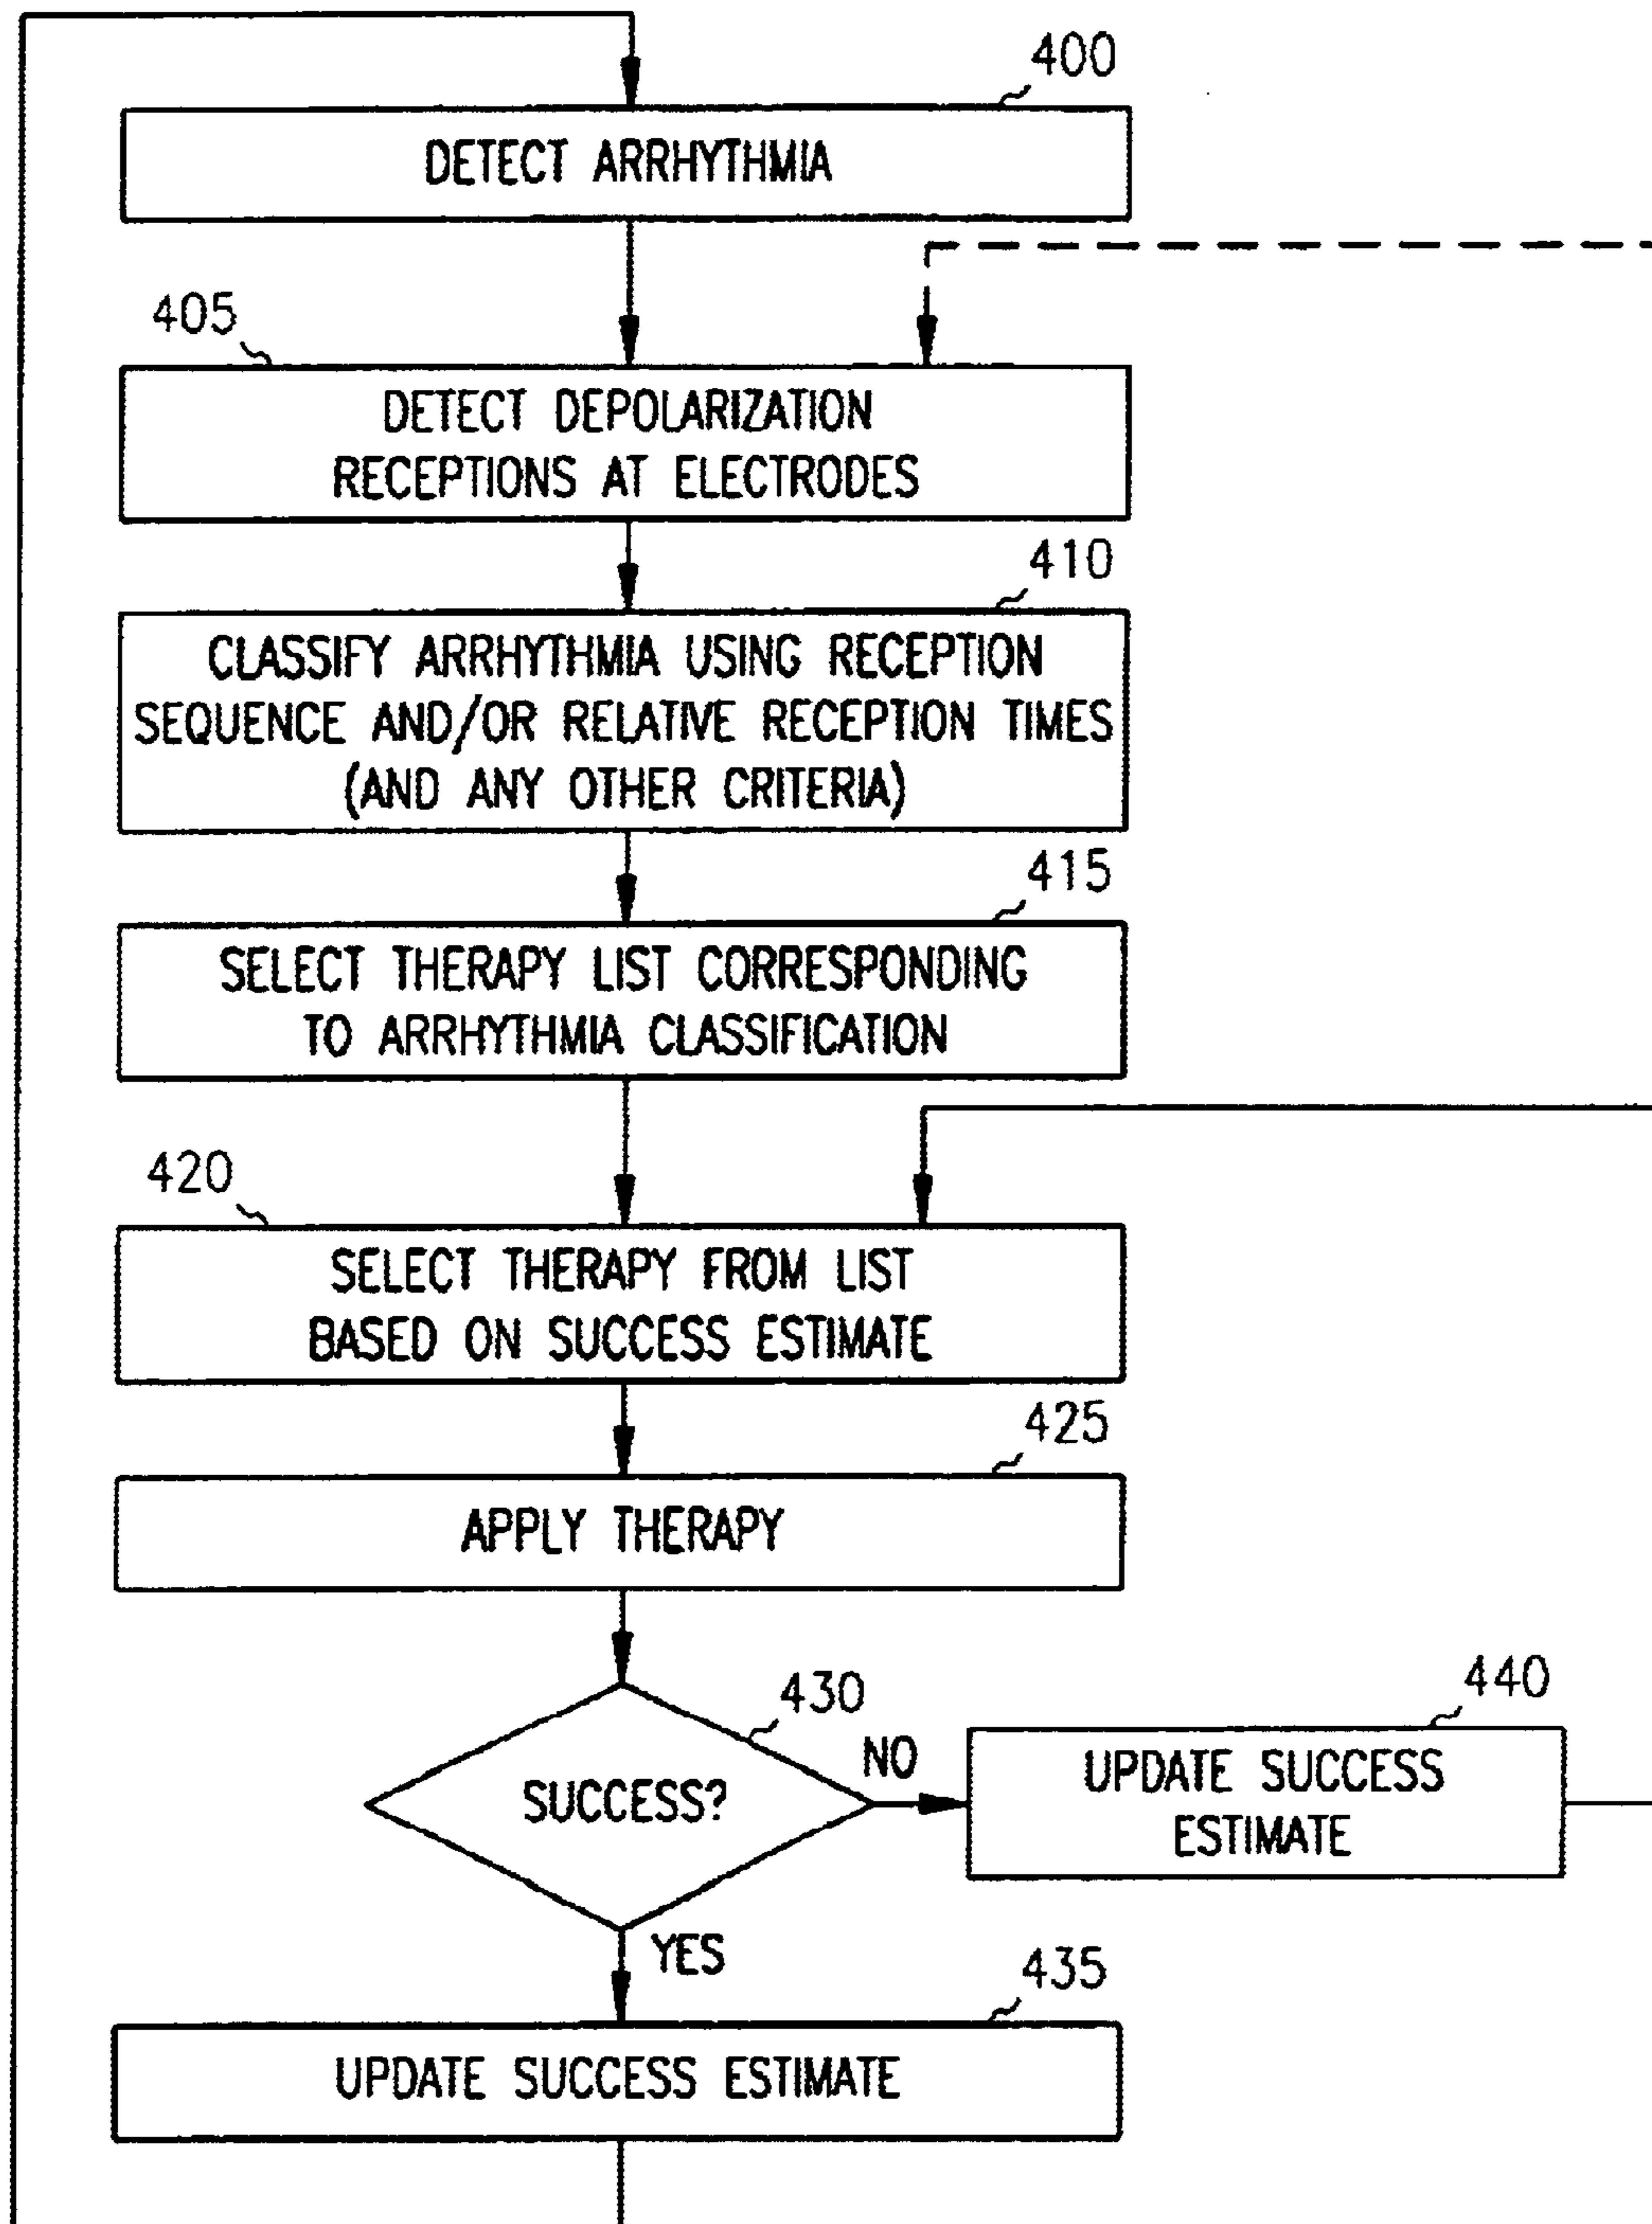 400
DETECT ARRHYTHMIA
405
DETECT DEPOLARIZATION
RECEPTIONS AT ELECTRODES
410
CLASSIFY ARRHYTHMIA USING RECEPTION
SEQUENCE AND/OR RELATIVE RECEPTION TIMES
(AND ANY OTHER CRITERIA)
415
SELECT THERAPY LIST CORRESPONDING
TO ARRHYTHMIA CLASSIFICATION
420
SELECT THERAPY FROM LIST
BASED ON SUCCESS ESTIMATE
425
APPLY THERAPY
430
SUCCESS?
NO
440
UPDATE SUCCESS
ESTIMATE
YES
435
UPDATE SUCCESS ESTIMATE